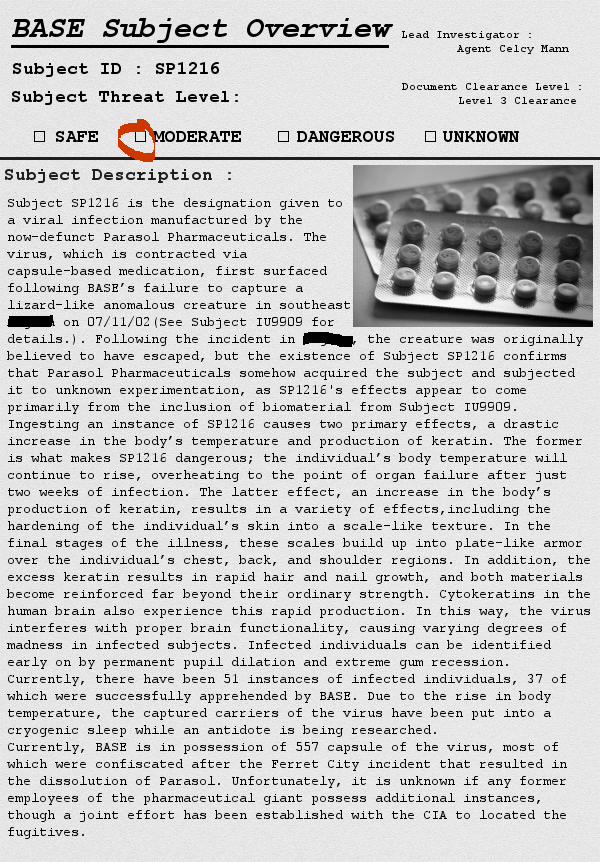 BASE Subject Overview
Lead Investigator :
Agent Celcy Mann
Subject ID : SP1216
Document Clearance Level :
Level 3 Clearance
Subject Threat Level:
SAFE MODERATE DANGEROUS UNKNOWN
Subject Description :
Subject SP1216 is the designation given to
a viral infection manufactured by the
now-defunct Parasol Pharmaceuticals. The
virus, which is contracted via
capsule-based medication, first surfaced
following BASE's failure to capture a
lizard-like anomalous creature in southeast
on 07/11/02(See Subject IU9909 for
details.). Following the incident in , the creature was originally
believed to have escaped, but the existence of Subject SP1216 confirms
that Parasol Pharmaceuticals somehow acquired the subject and subjected
it to unknown experimentation, as SP1216's effects appear to come
primarily from the inclusion of biomaterial from Subject IU9909.
Ingesting an instance of SP1216 causes two primary effects, a drastic
increase in the body's temperature and production of keratin. The former
is what makes SP1216 dangerous; the individual's body temperature will
continue to rise, overheating to the point of organ failure after just
two weeks of infection. The latter effect, an increase in the body's
production of keratin, results in a variety of effects,including the
hardening of the individual's skin into a scale-like texture. In the
final stages of the illness, these scales build up into plate-like armor
over the individual's chest, back, and shoulder regions. In addition, the
excess keratin results in rapid hair and nail growth, and both materials
become reinforced far beyond their ordinary strength. Cytokeratins in the
human brain also experience this rapid production. In this way, the virus
interferes with proper brain functionality, causing varying degrees of
madness in infected subjects. Infected individuals can be identified
early on by permanent pupil dilation and extreme gum recession.
Currently, there have been 51 instances of infected individuals, 37 of
which were successfully apprehended by BASE. Due to the rise in body
temperature, the captured carriers of the virus have been put into a
cryogenic sleep while an antidote is being researched.
Currently, BASE is in possession of 557 capsule of the virus, most of
which were confiscated after the Ferret City incident that resulted in
the dissolution of Parasol. Unfortunately, it is unknown if any former
employees of the pharmaceutical giant possess additional instances,
though a joint effort has been established with the CIA to located the
fugitives.